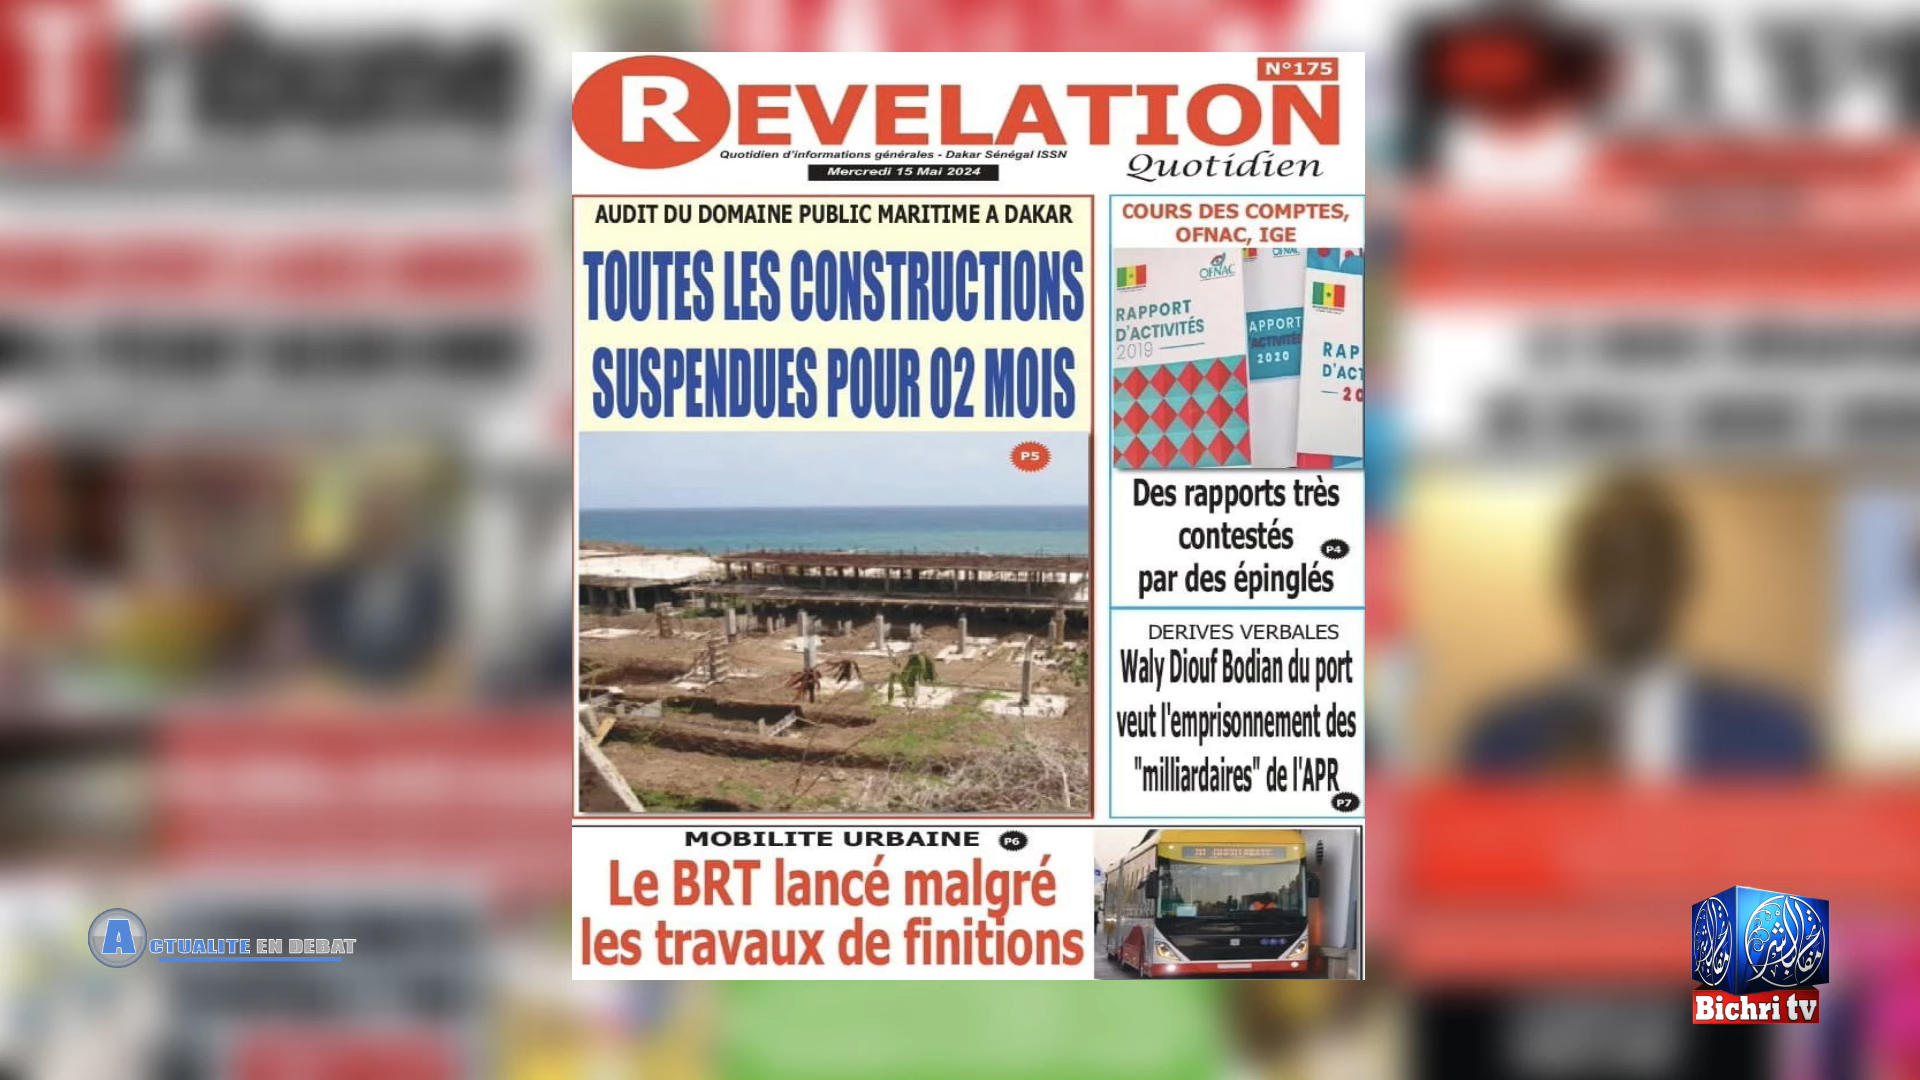 N°175
REVELATION
Quotidien d'informations générales - Dakar Sénégal ISSN
Quotidien
Mercredi 15 Mai 2024
AUDIT DU DOMAINE PUBLIC MARITIME A DAKAR
TOUTES LES CONSTRUCTIONS
SUSPENDUES POUR 02 MOIS
P5
COURS DES COMPTES,
OFNAC, IGE
OFNAC
RAPPORT
D'ACTIVITÉS
2019
OFNAC
APPORT
ACTIVITÉS
2020
RAP
D'ACT
20
Des rapports très
contestés
P4
par des épinglés
DERIVES VERBALES
Waly Diouf Bodian du port
veut l'emprisonnement des
"milliardaires" de l'APR
P7
MOBILITE URBAINE P6
Le BRT lancé malgré
les travaux de finitions
ACTUALITE EN DEBAT
Bichri tv